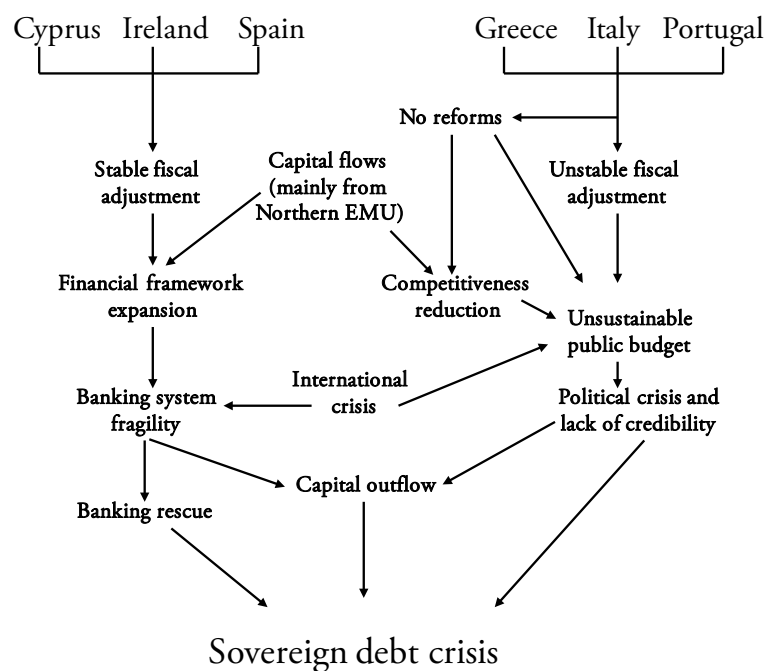 Cyprus Ireland Spain
Greece Italy Portugal
No reforms
Stable fiscal
adjustment
Capital flows
(mainly from
Northern EMU)
Unstable fiscal
adjustment
Financial framework
expansion
Competitiveness
reduction
Unsustainable
public budget
International
crisis
Banking system
fragility
Political crisis and
lack of credibility
Capital outflow
Banking rescue
Sovereign debt crisis